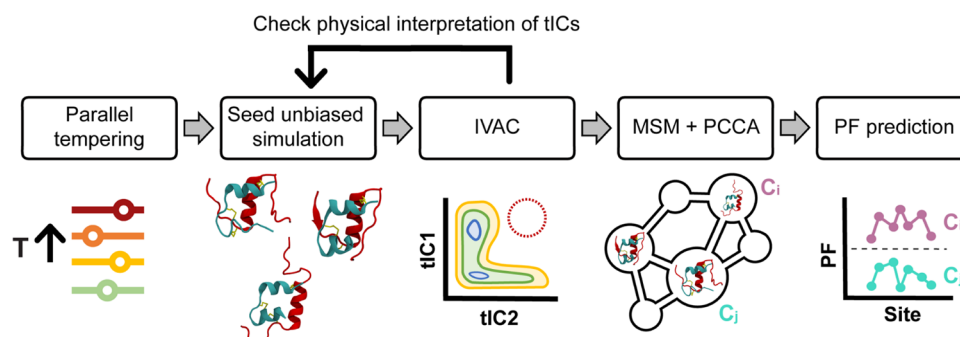 Check physical interpretation of tICs
Parallel
tempering
Seed unbiased
simulation
IVAC
MSM + PCCA
PF prediction
T
tIC1
tIC2
Ci
Cj
PF
Site
C
C